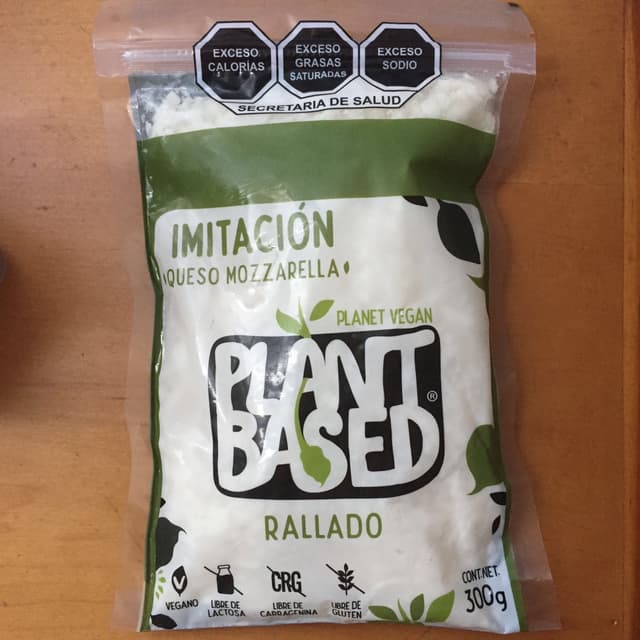 EXCESO
CALORÍAS
EXCESO
GRASAS
SATURADAS
EXCESO
SODIO
SECRETARIA DE SALUD
IMITACIÓN
QUESO MOZZARELLA
PLANET VEGAN
PLANT
BASED®
RALLADO
VEGANO
LIBRE DE
LACTOSA
CRG
LIBRE DE
CARRAGENINA
LIBRE DE
GLUTEN
CONT. NET.
300g